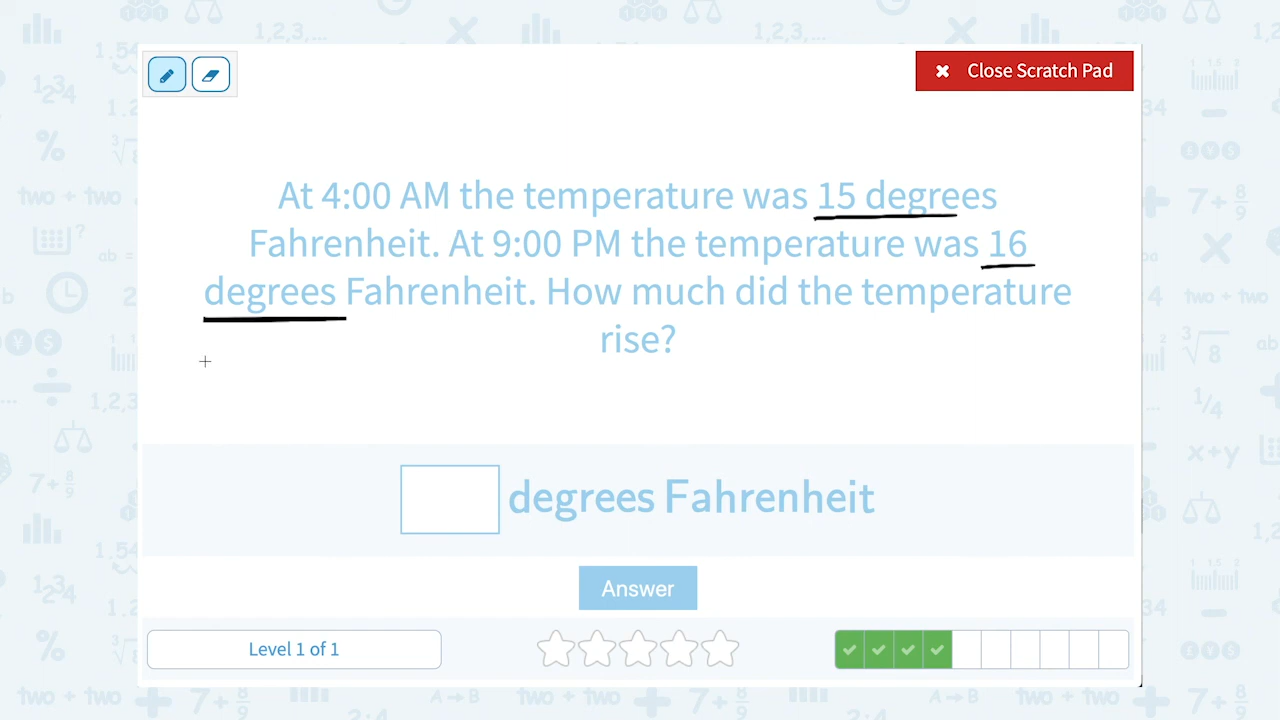 Close Scratch Pad
At 4:00 AM the temperature was 15 degrees
Fahrenheit. At 9:00 PM the temperature was 16
degrees Fahrenheit. How much did the temperature
rise?
degrees Fahrenheit
Answer
Level 1 of 1